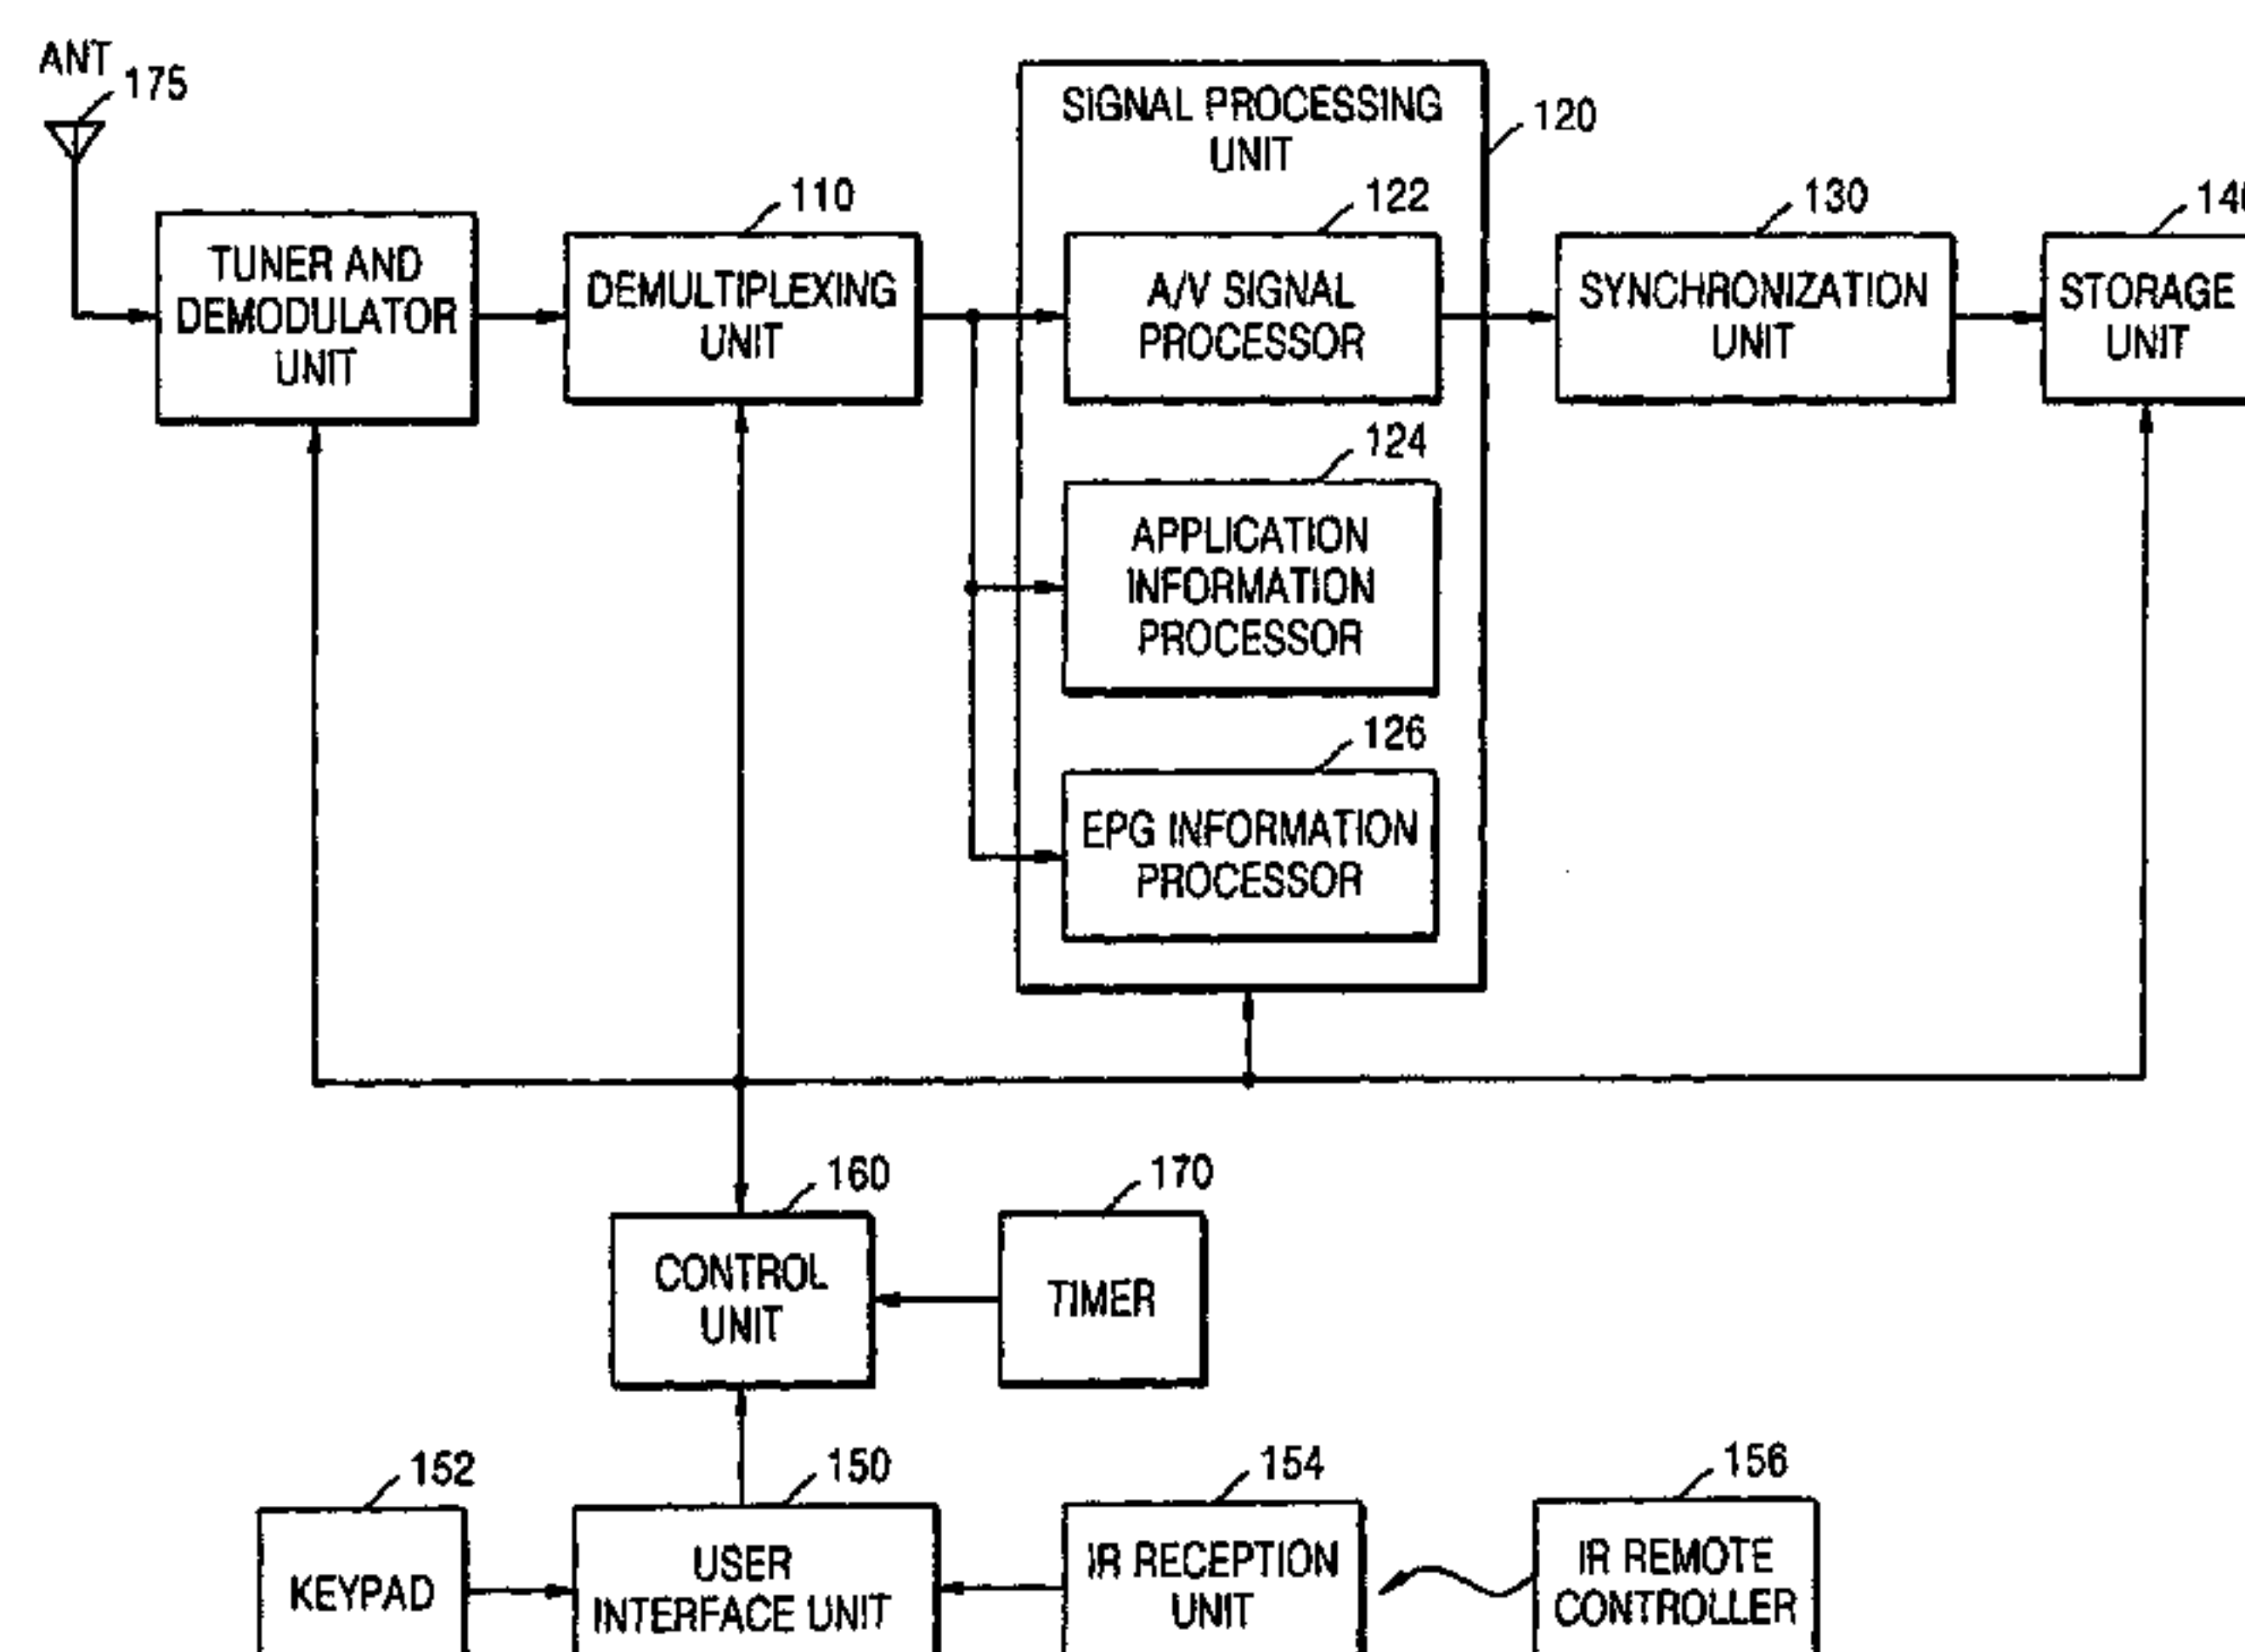 ANT
175
SIGNAL PROCESSING
UNIT
120
110
122
130
TUNER AND
DEMODULATOR
UNIT
DEMULTIPLEXING
UNIT
A/V SIGNAL
PROCESSOR
SYNCHRONIZATION
UNIT
STORAGE
UNIT
124
APPLICATION
INFORMATION
PROCESSOR
126
EPG INFORMATION
PROCESSOR
160
170
CONTROL
UNIT
TIMER
152
150
154
156
KEYPAD
USER
INTERFACE UNIT
IR RECEPTION
UNIT
IR REMOTE
CONTROLLER